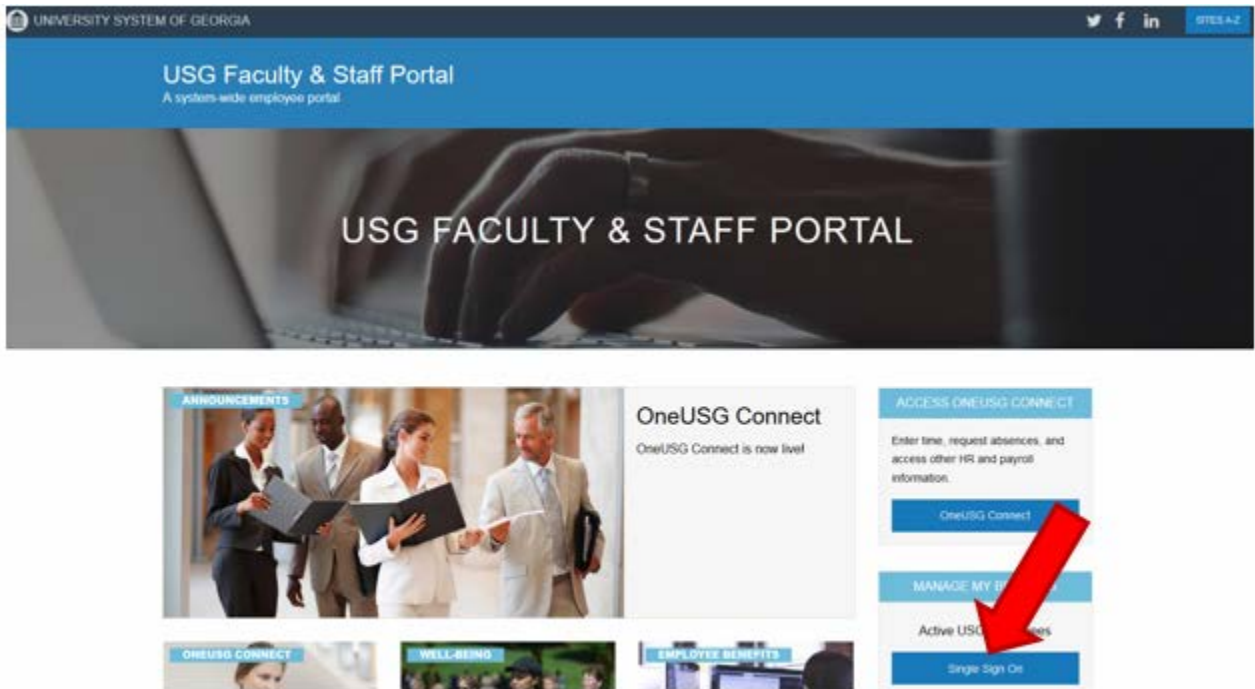 UNIVERSITY SYSTEM OF GEORGIA
SITES A-Z
USG Faculty & Staff Portal
A system-wide employee portal
USG FACULTY & STAFF PORTAL
ANNOUNCEMENTS
OneUSG Connect
OneUSG Connect is now live!
ACCESS ONEUSG CONNECT
Enter time, request absences, and
access other HR and payroll
information.
OneUSG Connect
MANAGE MY
Active USG
Single Sign On
ONEUSG CONNECT
WELL-BEING
EMPLOYEE BENEFITS